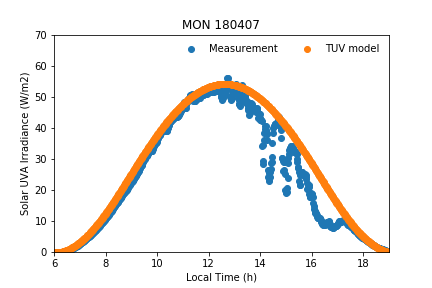 MON 180407
Measurement TUV model
Solar UVA Irradiance (W/m2)
70
60
50
40
30
20
10
0
6 8 10 12 14 16 18
Local Time (h)